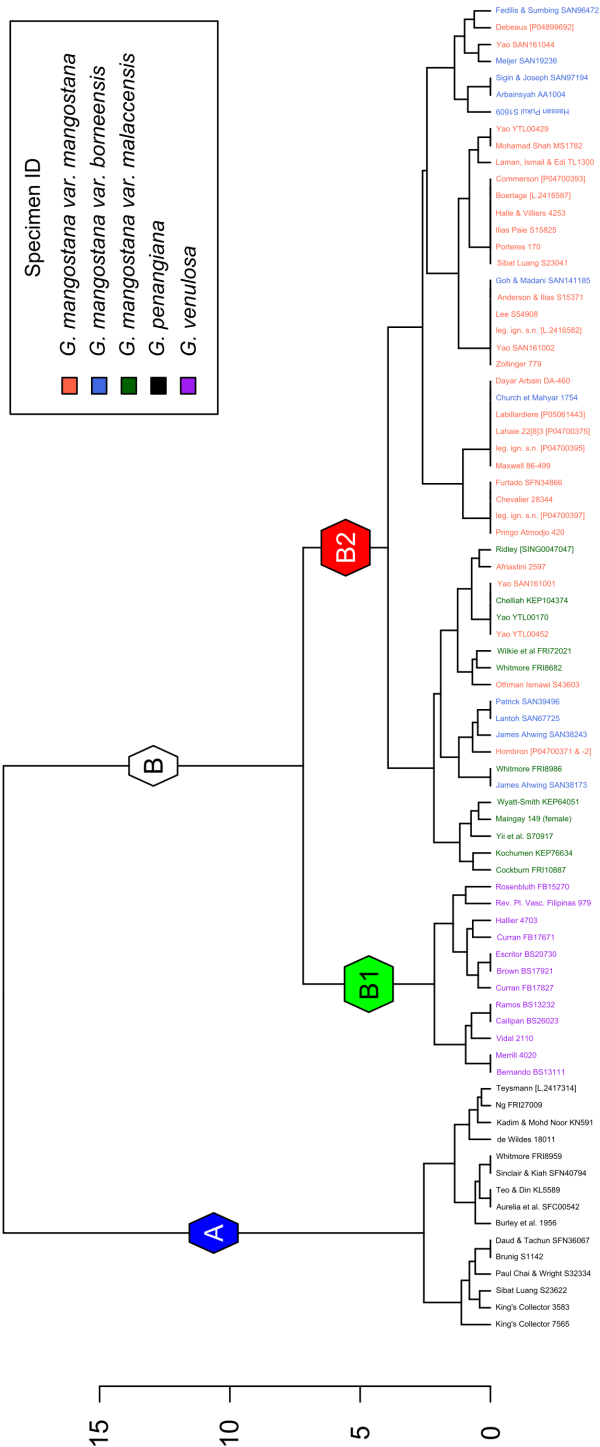 Specimen ID
G. mangostana var. mangostana
G. mangostana var. borneensis
G. mangostana var. malaccensis
G. penangiana
G. venulosa
B
B2
B1
A
Fedilis & Sumbing SAN96472
Debeaux [P04899692]
Yao SAN161044
Meijer SAN19236
Sigin & Joseph SAN97194
Arbainsyah AA1004
Hassan Pukul S1609
Yao YTL00429
Mohamad Shah MS1782
Laman, Ismail & Edi TL1300
Commerson [P04700393]
Boerlage [L.2416587]
Halle & Villiers 4253
Ilias Paie S15825
Porteres 170
Sibat Luang S23041
Goh & Madani SAN141185
Anderson & Ilias S15371
Lee S54908
leg. ign. s.n. [L.2416582]
Yao SAN161002
Zollinger 779
Dayar Arbain DA-460
Church et Mahyar 1754
Labillardiere [P05061443]
Lahaie 22[8]3 [P04700375]
leg. ign. s.n. [P04700395]
Maxwell 86-499
Furtado SFN34866
Chevalier 28344
leg. ign. s.n. [P04700397]
Pringo Atmodjo 420
Ridley [SING0047047]
Afriastini 2597
Yao SAN161001
Chelliah KEP104374
Yao YTL00170
Yao YTL00452
Wilkie et al FRI72021
Whitmore FRI8682
Othman Ismawi S43603
Patrick SAN39496
Lantoh SAN67725
James Ahwing SAN38243
Hombron [P04700371 & -2]
Whitmore FRI8986
James Ahwing SAN38173
Wyatt-Smith KEP64051
Maingay 149 (female)
Yii et al. S70917
Kochumen KEP76634
Cockburn FRI10887
Rosenbluth FB15270
Rev. Pl. Vasc. Filipinas 979
Hallier 4703
Curran FB17671
Escritor BS20730
Brown BS17921
Curran FB17827
Ramos BS13232
Cailipan BS26023
Vidal 2110
Merrill 4020
Bernando BS13111
Teysmann [L.2417314]
Ng FRI27009
Kadim & Mohd Noor KN591
de Wildes 18011
Whitmore FRI8959
Sinclair & Kiah SFN40794
Teo & Din KL5589
Aurelia et al. SFC00542
Burley et al. 1956
Daud & Tachun SFN36067
Brunig S1142
Paul Chai & Wright S32334
Sibat Luang S23622
King's Collector 3583
King's Collector 7565
15
10
5
0